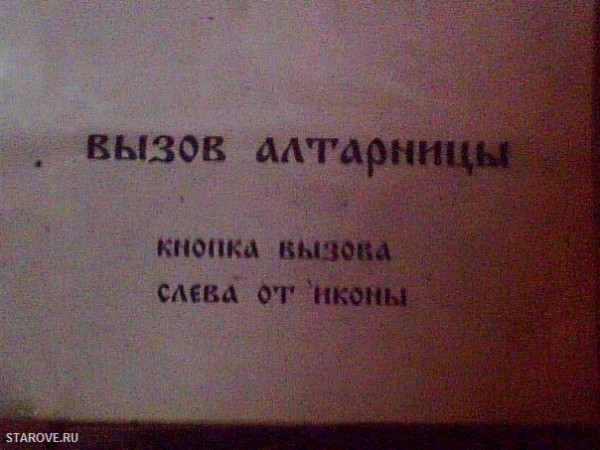 ВЫЗОВ АЛТАРНИЦЫ
КНОПКА ВЫЗОВА
СЛЕВА ОТ ИКОНЫ
STAROVE.RU